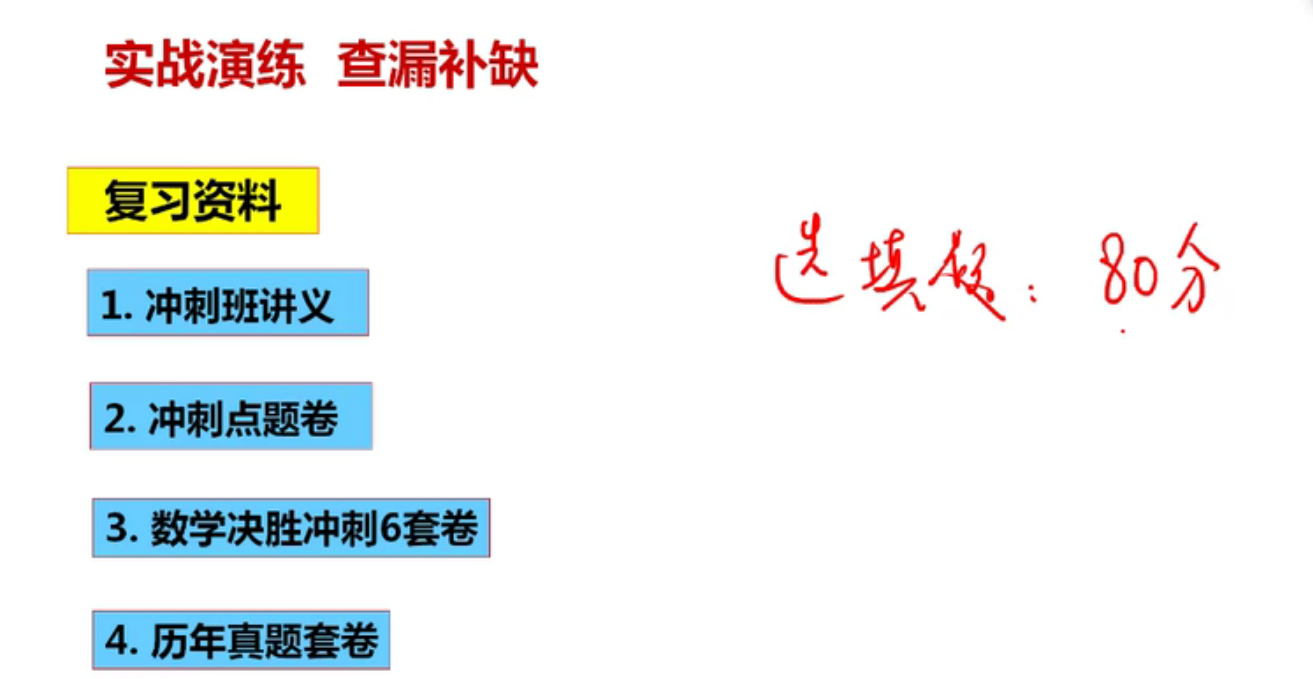 实战演练 查漏补缺
复习资料
选填题：80分
1. 冲刺班讲义
2. 冲刺点题卷
3. 数学决胜冲刺6套卷
4. 历年真题套卷